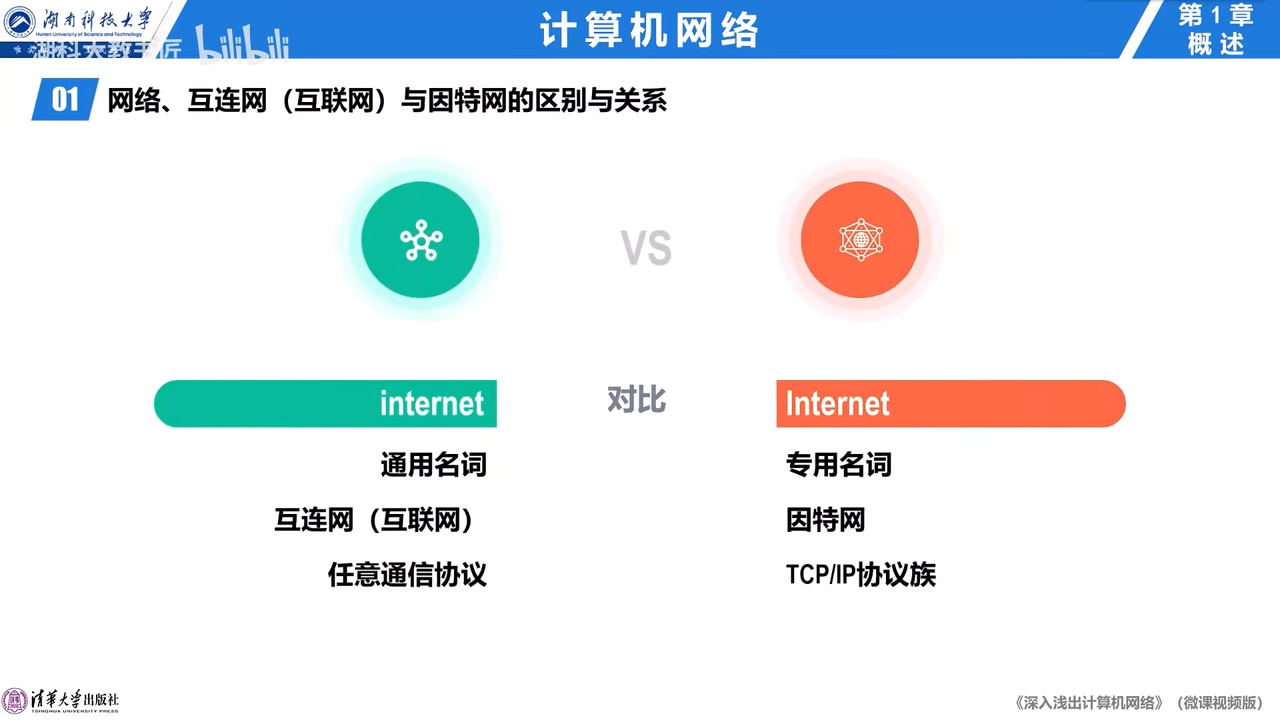 湖南科技大学
Hunan University of Science and Technology
湖科大教书匠 bilibili
计算机网络
第1章
概述
01 网络、互连网（互联网）与因特网的区别与关系
VS
internet 对比 Internet
通用名词 专用名词
互连网（互联网） 因特网
任意通信协议 TCP/IP协议族
清华大学出版社
TSINGHUA UNIVERSITY PRESS
《深入浅出计算机网络》（微课视频版）